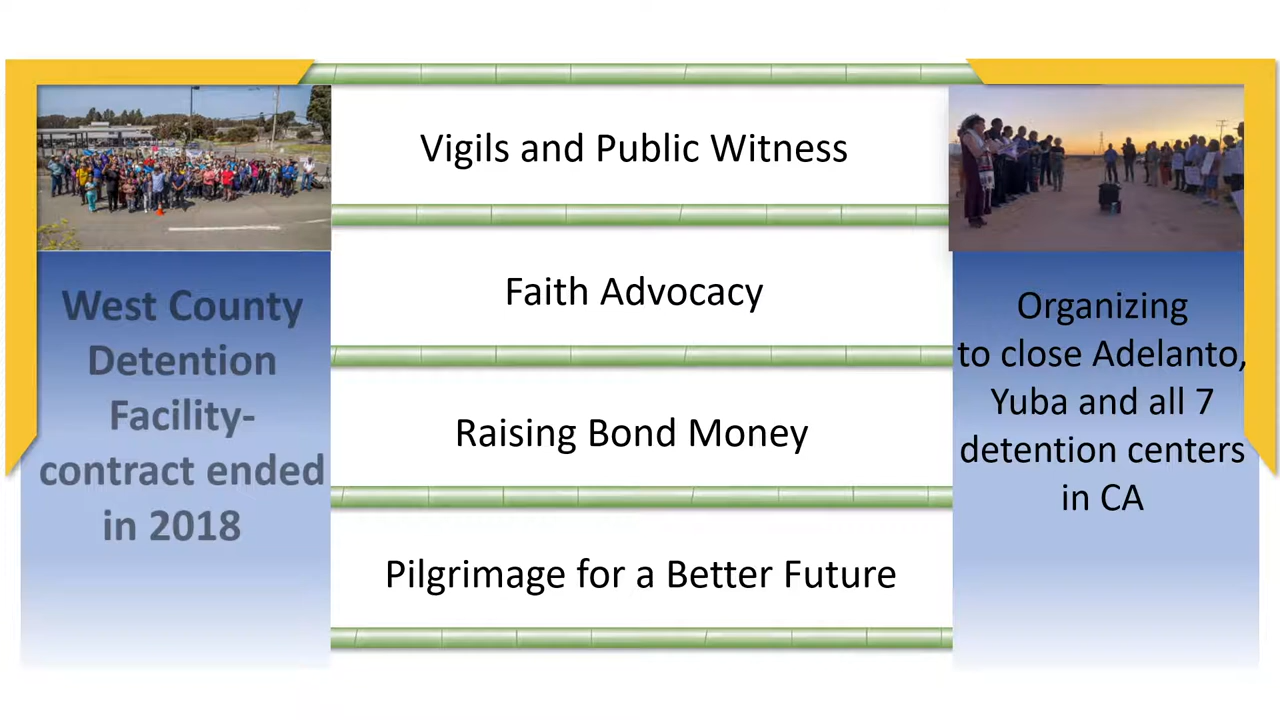 West County
Detention
Facility-
contract ended
in 2018
Vigils and Public Witness
Faith Advocacy
Raising Bond Money
Pilgrimage for a Better Future
Organizing
to close Adelanto,
Yuba and all 7
detention centers
in CA